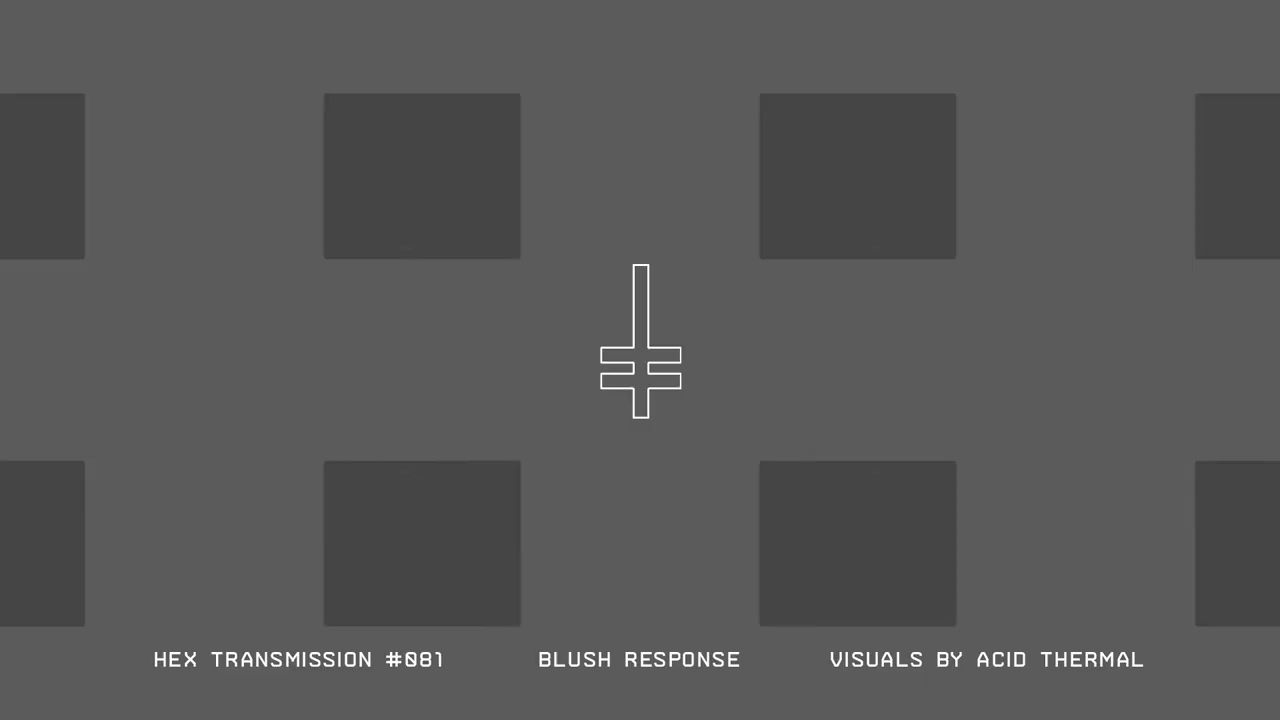 HEX TRANSMISSION #081 BLUSH RESPONSE VISUALS BY ACID THERMAL